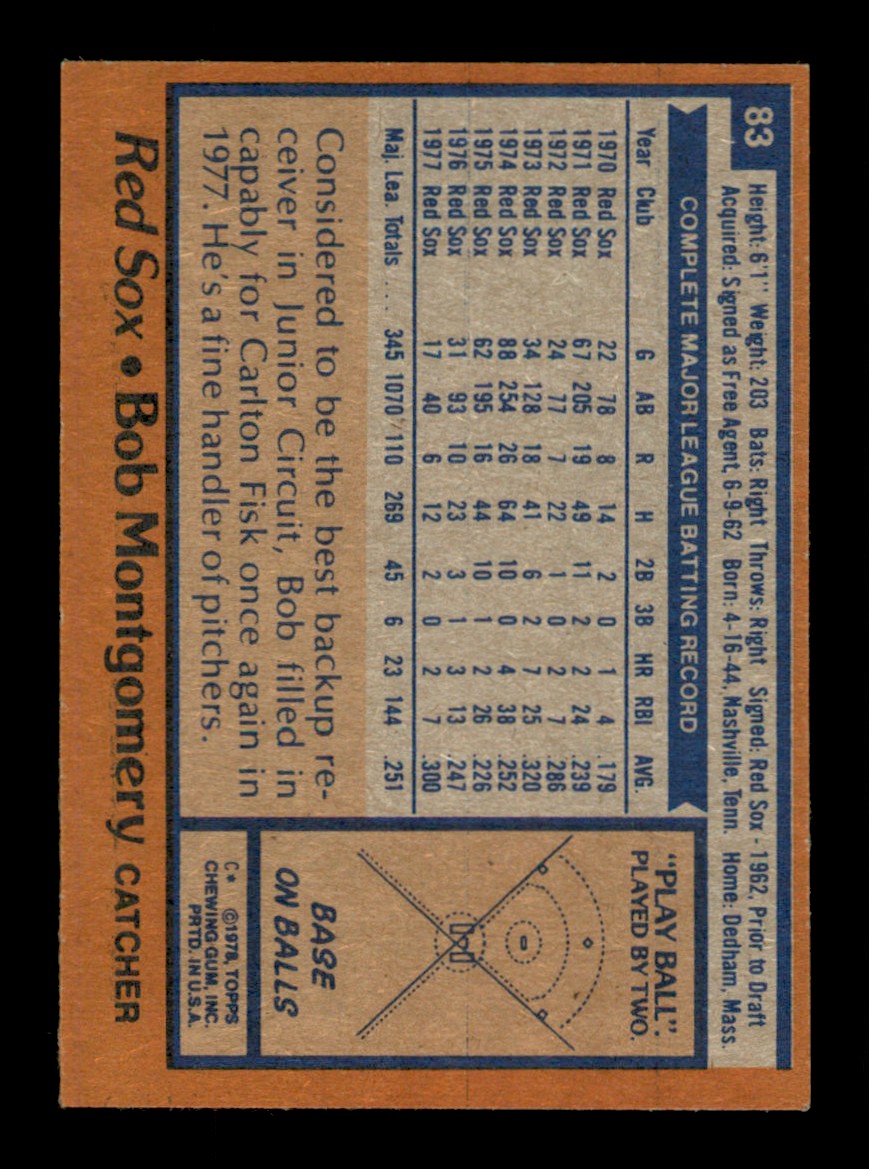 83
Height: 6'1" Weight: 203 Bats: Right Throws: Right Signed: Red Sox - 1962, Prior to Draft
Acquired: Signed as Free Agent, 6-9-62 Born: 4-16-44, Nashville, Tenn. Home: Dedham, Mass.
COMPLETE MAJOR LEAGUE BATTING RECORD
Year Club G AB R H 2B 3B HR RBI AVG.
1970 Red Sox 22 78 8 14 2 0 1 4 .179
1971 Red Sox 67 205 19 49 11 2 2 24 .239
1972 Red Sox 24 77 7 22 1 0 2 7 .286
1973 Red Sox 34 128 18 41 6 2 7 25 .320
1974 Red Sox 88 254 26 64 10 0 4 38 .252
1975 Red Sox 62 195 16 44 10 1 2 26 .226
1976 Red Sox 31 93 10 23 3 1 3 13 .247
1977 Red Sox 17 40 6 12 2 0 2 7 .300
Maj. Lea. Totals .... 345 1070 110 269 45 6 23 144 .251
Considered to be the best backup re-
ceiver in Junior Circuit, Bob filled in
capably for Carlton Fisk once again in
1977. He's a fine handler of pitchers.
"PLAY BALL":
PLAYED BY TWO.
BASE
ON BALLS
C* ©1978, TOPPS
CHEWING GUM, INC.
PRTD. IN U.S.A.
Red Sox • Bob Montgomery CATCHER